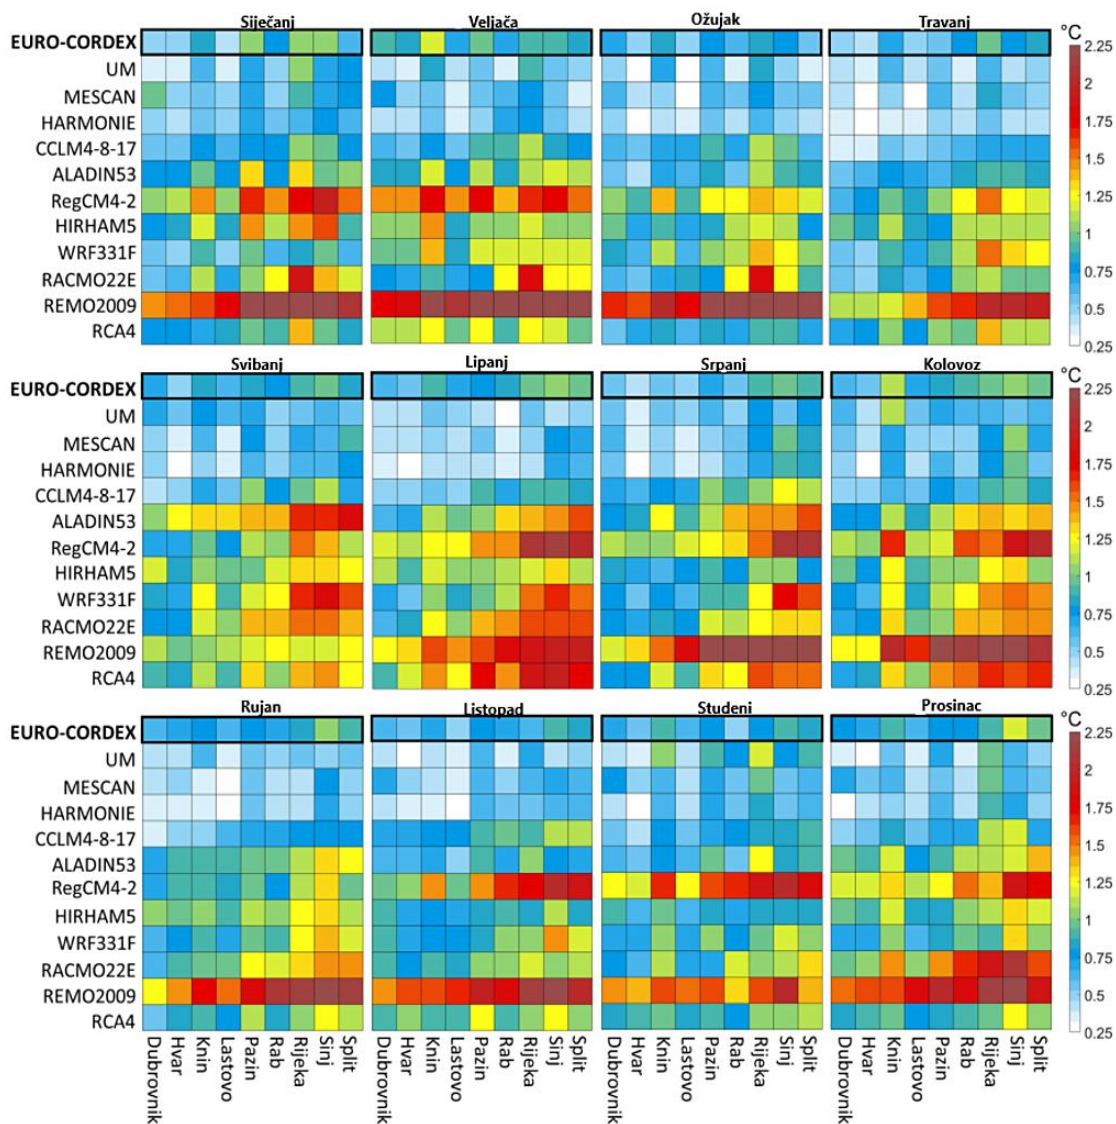 Siječanj Veljača Ožujak Travanj
°C
EURO-CORDEX
UM
MESCAN
HARMONIE
CCLM4-8-17
ALADIN53
RegCM4-2
HIRHAM5
WRF331F
RACMO22E
REMO2009
RCA4
2.25
2
1.75
1.5
1.25
1
0.75
0.5
0.25
Svibanj Lipanj Srpanj Kolovoz
°C
EURO-CORDEX
UM
MESCAN
HARMONIE
CCLM4-8-17
ALADIN53
RegCM4-2
HIRHAM5
WRF331F
RACMO22E
REMO2009
RCA4
2.25
2
1.75
1.5
1.25
1
0.75
0.5
0.25
Rujan Listopad Studeni Prosinac
°C
EURO-CORDEX
UM
MESCAN
HARMONIE
CCLM4-8-17
ALADIN53
RegCM4-2
HIRHAM5
WRF331F
RACMO22E
REMO2009
RCA4
2.25
2
1.75
1.5
1.25
1
0.75
0.5
0.25
Dubrovnik Hvar Knin Lastovo Pazin Rab Rijeka Sinj Split
Dubrovnik Hvar Knin Lastovo Pazin Rab Rijeka Sinj Split
Dubrovnik Hvar Knin Lastovo Pazin Rab Rijeka Sinj Split
Dubrovnik Hvar Knin Lastovo Pazin Rab Rijeka Sinj Split